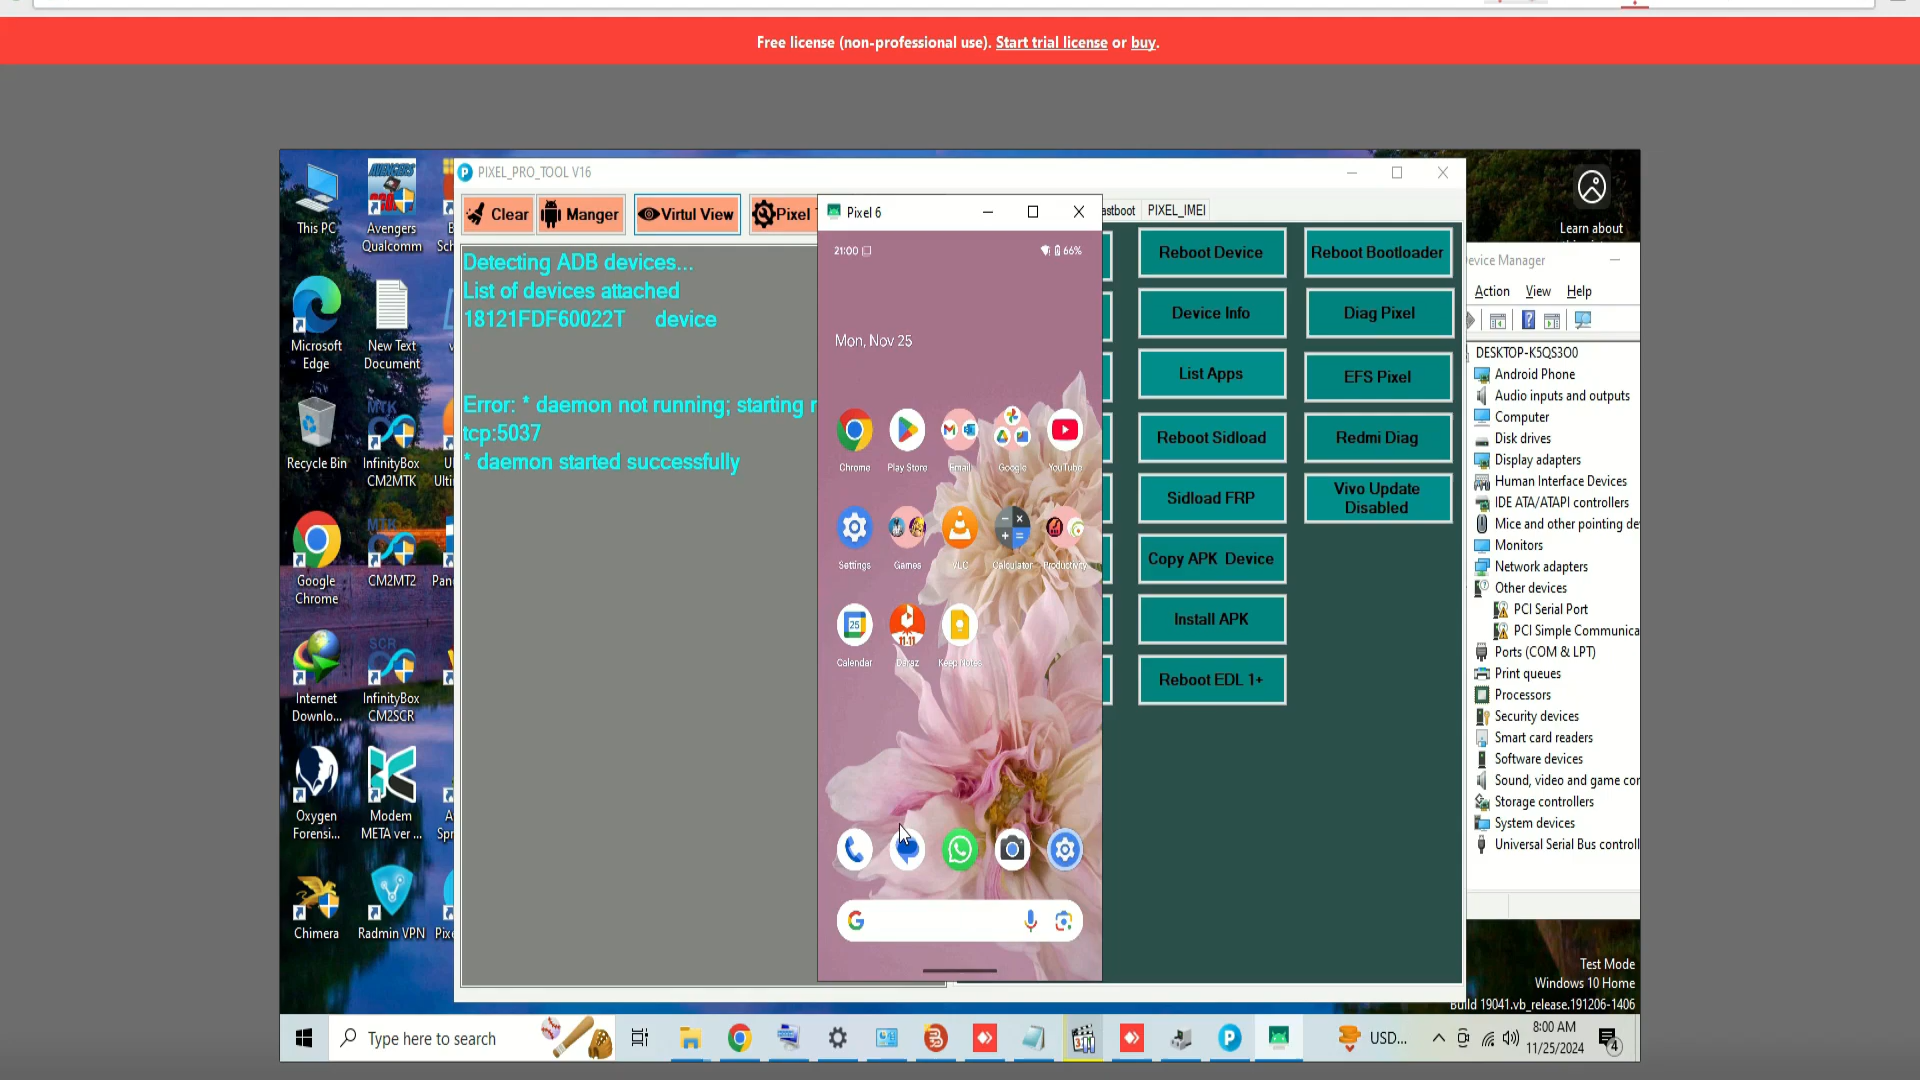 Free license (non-professional use). Start trial license or buy.
This PC
Avengers
Qualcomm
Microsoft
Edge
New Text
Document
Recycle Bin
InfinityBox
CM2MTK
Google
Chrome
CM2MT2
Internet
Downlo...
InfinityBox
CM2SCR
Oxygen
Forensi...
Modem
META ver ...
Chimera
Radmin VPN
PIXEL_PRO_TOOL V16
Clear
Manger
Virtul View
Pixel
Detecting ADB devices...
List of devices attached
18121FDF60022T device
Error: * daemon not running; starting
tcp:5037
* daemon started successfully
Pixel 6
21:00
66%
Mon, Nov 25
Chrome
Play Store
Email
Google
YouTube
Settings
Games
VLC
Calculator
Productivity
25
Calendar
11.11
Daraz
Keep Notes
PIXEL_IMEI
Reboot Device
Reboot Bootloader
Device Info
Diag Pixel
List Apps
EFS Pixel
Reboot Sidload
Redmi Diag
Sidload FRP
Vivo Update
Disabled
Copy APK Device
Install APK
Reboot EDL 1+
Learn about
Manager
Action View Help
DESKTOP-K5QS3O0
Android Phone
Audio inputs and outputs
Computer
Disk drives
Display adapters
Human Interface Devices
IDE ATA/ATAPI controllers
Mice and other pointing
Monitors
Network adapters
Other devices
PCI Serial Port
PCI Simple
Ports (COM & LPT)
Print queues
Processors
Security devices
Smart card readers
Software devices
Sound, video and game
Storage controllers
System devices
Universal Serial Bus
Test Mode
Windows 10 Home
Build 19041.vb_release.191206-1406
Type here to search
USD...
8:00 AM
11/25/2024
4